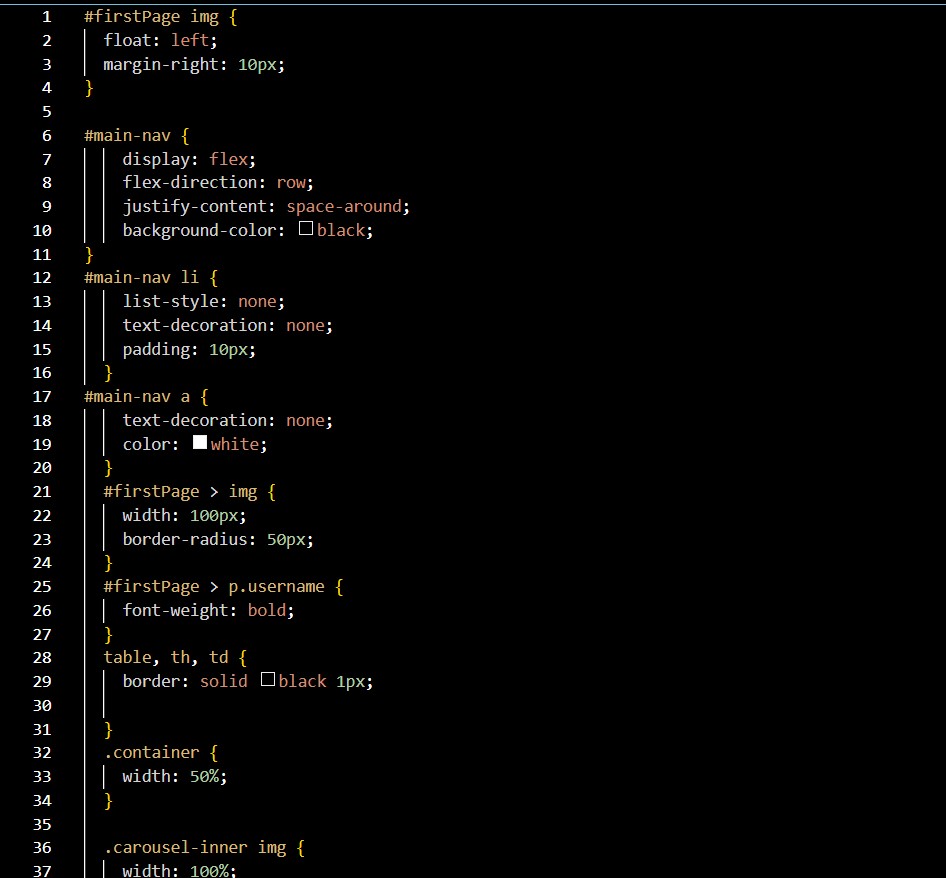 1 #firstPage img {
2 float: left;
3 margin-right: 10px;
4 }
5
6 #main-nav {
7 display: flex;
8 flex-direction: row;
9 justify-content: space-around;
10 background-color: black;
11 }
12 #main-nav li {
13 list-style: none;
14 text-decoration: none;
15 padding: 10px;
16 }
17 #main-nav a {
18 text-decoration: none;
19 color: white;
20 }
21 #firstPage > img {
22 width: 100px;
23 border-radius: 50px;
24 }
25 #firstPage > p.username {
26 font-weight: bold;
27 }
28 table, th, td {
29 border: solid black 1px;
30
31 }
32 .container {
33 width: 50%;
34 }
35
36 .carousel-inner img {
37 width: 100%;